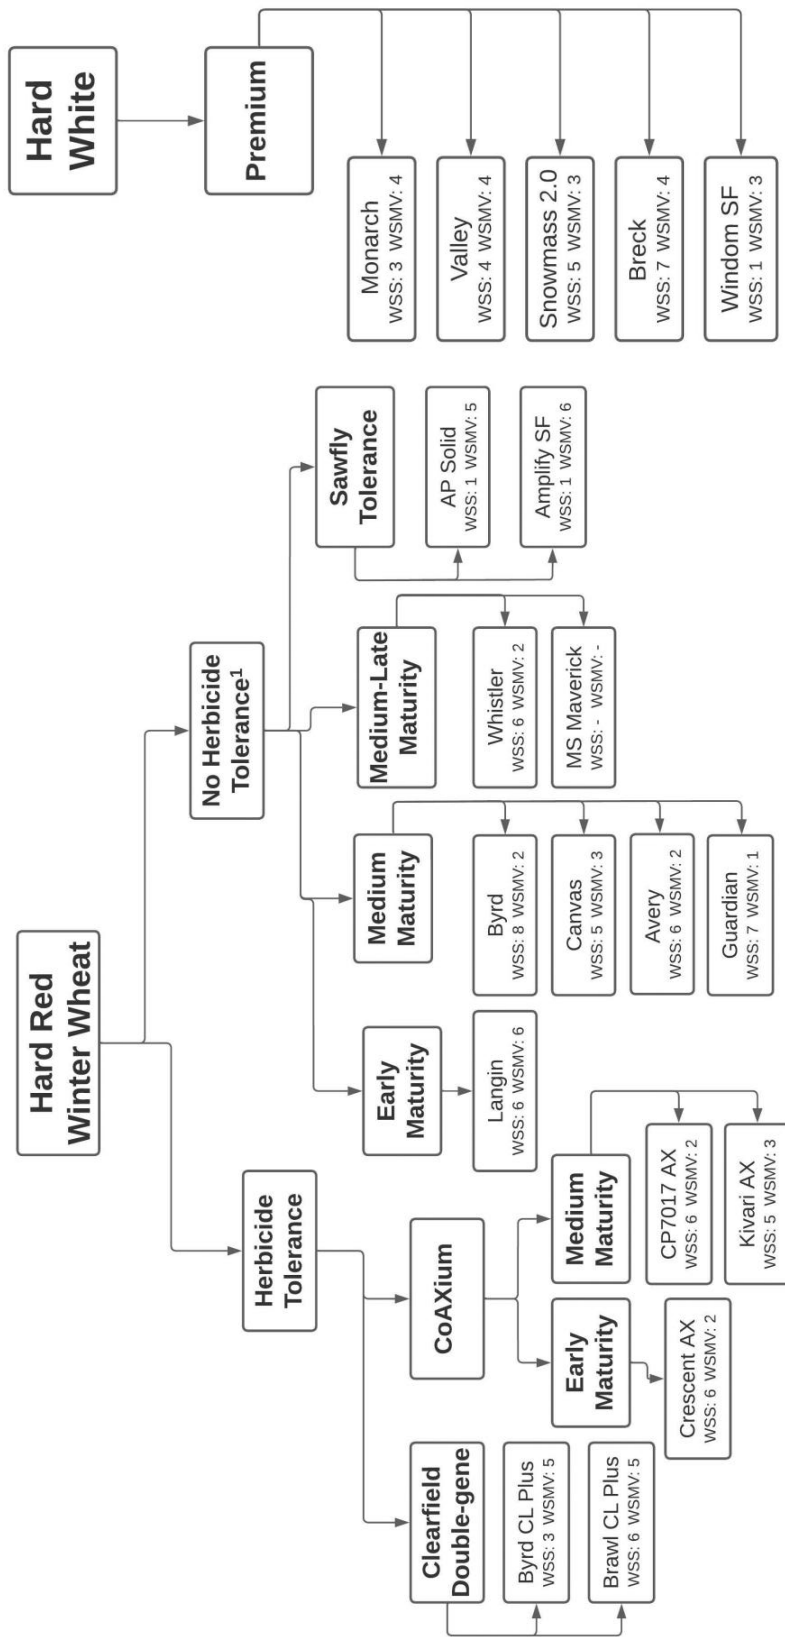 Hard Red
Winter Wheat
Hard
White
Herbicide
Tolerance
No Herbicide
Tolerance¹
Premium
Clearfield
Double-gene
CoAXium
Early
Maturity
Medium
Maturity
Medium-Late
Maturity
Sawfly
Tolerance
Byrd CL Plus
WSS: 3 WSMV: 5
Brawl CL Plus
WSS: 6 WSMV: 5
Early
Maturity
Crescent AX
WSS: 6 WSMV: 2
Medium
Maturity
CP7017 AX
WSS: 6 WSMV: 2
Kivari AX
WSS: 5 WSMV: 3
Langin
WSS: 6 WSMV: 6
Byrd
WSS: 8 WSMV: 2
Canvas
WSS: 5 WSMV: 3
Avery
WSS: 6 WSMV: 2
Guardian
WSS: 7 WSMV: 1
Whistler
WSS: 6 WSMV: 2
MS Maverick
WSS: - WSMV: -
AP Solid
WSS: 1 WSMV: 5
Amplify SF
WSS: 1 WSMV: 6
Monarch
WSS: 3 WSMV: 4
Valley
WSS: 4 WSMV: 4
Snowmass 2.0
WSS: 5 WSMV: 3
Breck
WSS: 7 WSMV: 4
Windom SF
WSS: 1 WSMV: 3